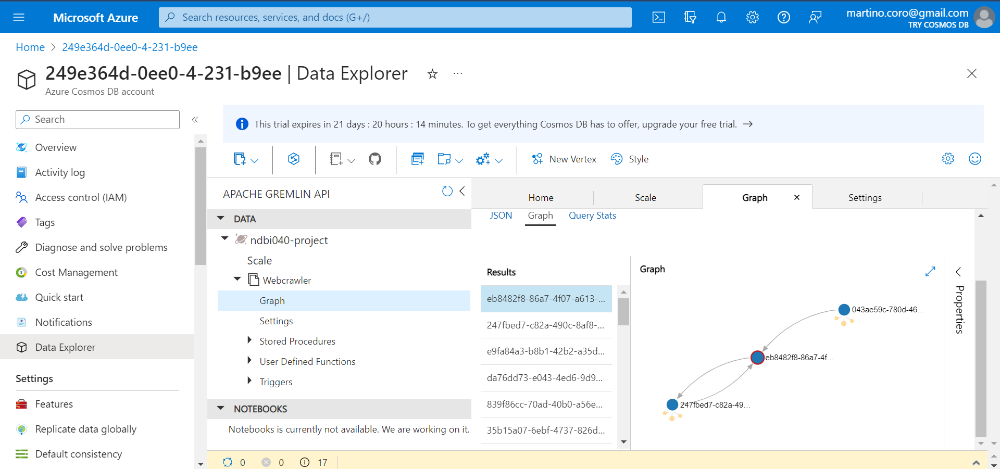 Microsoft Azure
Search resources, services, and docs (G+/)
martino.coro@gmail.com
TRY COSMOS DB
Home > 249e364d-0ee0-4-231-b9ee
249e364d-0ee0-4-231-b9ee | Data Explorer
Azure Cosmos DB account
Search
Overview
Activity log
Access control (IAM)
Tags
Diagnose and solve problems
Cost Management
Quick start
Notifications
Data Explorer
Settings
Features
Replicate data globally
Default consistency
This trial expires in 21 days : 20 hours : 14 minutes. To get everything Cosmos DB has to offer, upgrade your free trial.
New Vertex
Style
APACHE GREMLIN API
DATA
ndbi040-project
Scale
Webcrawler
Graph
Settings
Stored Procedures
User Defined Functions
Triggers
NOTEBOOKS
Notebooks is currently not available. We are working on it.
Home
Scale
Graph
Settings
JSON
Graph
Query Stats
Results
eb8482f8-86a7-4f07-a613-...
247fbed7-c82a-490c-8af8-...
e9fa84a3-b8b1-42b2-a35d...
da76dd73-e043-4ed6-9d9...
839f86cc-70ad-40b0-a56e...
35b15a07-6ebf-4737-826d...
Graph
043ae59c-780d-46...
eb8482f8-86a7-4f...
247fbed7-c82a-49...
Properties
0
0
17